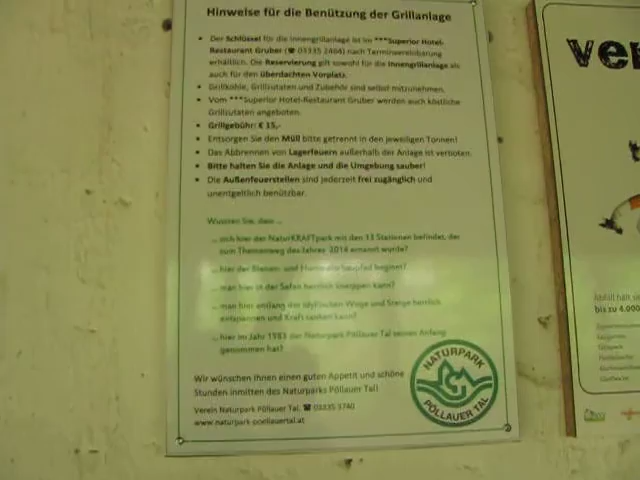 Hinweise für die Benützung der Grillanlage
• Der Schlüssel für die Innengrillanlage ist im ***Superior Hotel-
Restaurant Gruber (☎ 03335 2464) nach Terminvereinbarung
erhältlich. Die Reservierung gilt sowohl für die Innengrillanlage als
auch für den überdachten Vorplatz.
• Grillkohle, Grillzutaten und Zubehör sind selbst mitzunehmen.
• Vom ***Superior Hotel-Restaurant Gruber werden auch köstliche
Grillzutaten angeboten.
• Grillgebühr: € 15,-
• Entsorgen Sie den Müll bitte getrennt in den jeweiligen Tonnen!
• Das Abbrennen von Lagerfeuern außerhalb der Anlage ist verboten.
• Bitte halten Sie die Anlage und die Umgebung sauber!
• Die Außenfeuerstellen sind jederzeit frei zugänglich und
unentgeltlich benützbar.
Wussten Sie, dass ...
... sich hier der NaturKRAFTpark mit den 13 Stationen befindet, der
zum Themenweg des Jahres 2014 ernannt wurde?
... hier der Bienen- und beginnt?
... man hier in der Safen herrlich kneippen kann?
... man hier entlang der idyllischen Wege und Stege herrlich
entspannen und Kraft tanken kann?
... hier im Jahr 1983 der Naturpark Pöllauer Tal seinen Anfang
genommen hat?
Wir wünschen Ihnen einen guten Appetit und schöne
Stunden inmitten des Naturparks Pöllauer Tal!
Verein Naturpark Pöllauer Tal, ☎ 03335 3740
www.naturpark-poellauertal.at
NATURPARK
PÖLLAUER TAL
ver
Abfall hält
bis zu 4.000